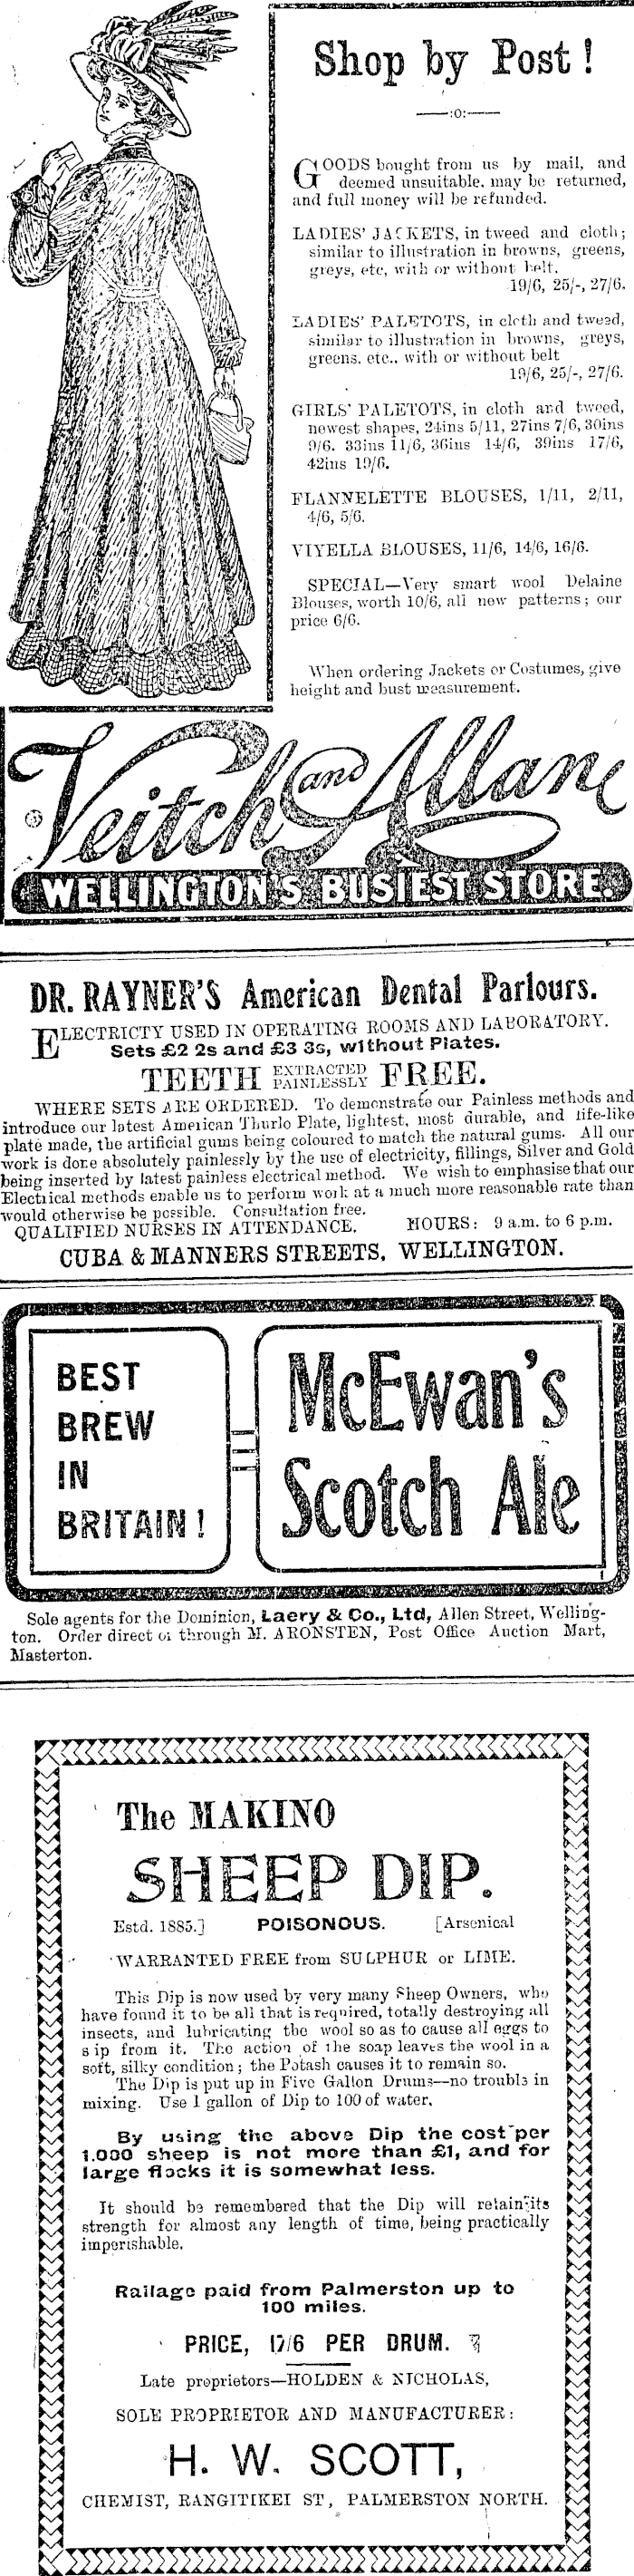 Shop by Post!
—:o:—
GOODS bought from us by mail, and
deemed unsuitable, may be returned,
and full money will be refunded.
LADIES' JACKETS, in tweed and cloth;
similar to illustration in browns, greens,
greys, etc, with or without belt.
19/6, 25/-, 27/6.
LADIES' PALETOTS, in cloth and tweed,
similar to illustration in browns, greys,
greens. etc., with or without belt
19/6, 25/-, 27/6.
GIRLS' PALETOTS, in cloth and tweed,
newest shapes, 24ins 5/11, 27ins 7/6, 30ins
9/6. 33ins 11/6, 36ins 14/6, 39ins 17/6,
42ins 19/6.
FLANNELETTE BLOUSES, 1/11, 2/11,
4/6, 5/6.
VIYELLA BLOUSES, 11/6, 14/6, 16/6.
SPECIAL—Very smart wool Delaine
Blouses, worth 10/6, all new patterns; our
price 6/6.
When ordering Jackets or Costumes, give
height and bust measurement.
Veitch and Allan
WELLINGTON'S BUSIEST STORE.
DR. RAYNER'S American Dental Parlours.
ELECTRICTY USED IN OPERATING ROOMS AND LABORATORY.
Sets £2 2s and £3 3s, without Plates.
TEETH EXTRACTED PAINLESSLY FREE.
WHERE SETS ARE ORDERED. To demonstrate our Painless methods and
introduce our latest American Thurlo Plate, lightest, most durable, and life-like
plate made, the artificial gums being coloured to match the natural gums. All our
work is done absolutely painlessly by the use of electricity, fillings, Silver and Gold
being inserted by latest painless electrical method. We wish to emphasise that our
Electrical methods enable us to perform work at a much more reasonable rate than
would otherwise be possible. Consultation free.
QUALIFIED NURSES IN ATTENDANCE. HOURS: 9 a.m. to 6 p.m.
CUBA & MANNERS STREETS, WELLINGTON.
BEST
BREW
IN
BRITAIN!
McEwan's
Scotch Ale
Sole agents for the Dominion, Laery & Co., Ltd, Allen Street, Welling-
ton. Order direct or through M. ARONSTEN, Post Office Auction Mart,
Masterton.
The MAKINO
SHEEP DIP.
Estd. 1885.] POISONOUS. [Arsenical
WARRANTED FREE from SULPHUR or LIME.
This Dip is now used by very many Sheep Owners, who
have found it to be all that is required, totally destroying all
insects, and lubricating the wool so as to cause all eggs to
s ip from it. The action of the soap leaves the wool in a
soft, silky condition; the Potash causes it to remain so.
The Dip is put up in Five Gallon Drums—no trouble in
mixing. Use 1 gallon of Dip to 100 of water.
By using the above Dip the cost per
1.000 sheep is not more than £1, and for
large flocks it is somewhat less.
It should be remembered that the Dip will retain its
strength for almost any length of time, being practically
imperishable.
Railage paid from Palmerston up to
100 miles.
PRICE, 17/6 PER DRUM.
Late proprietors—HOLDEN & NICHOLAS,
SOLE PROPRIETOR AND MANUFACTURER:
H. W. SCOTT,
CHEMIST, RANGITIKEI ST, PALMERSTON NORTH.